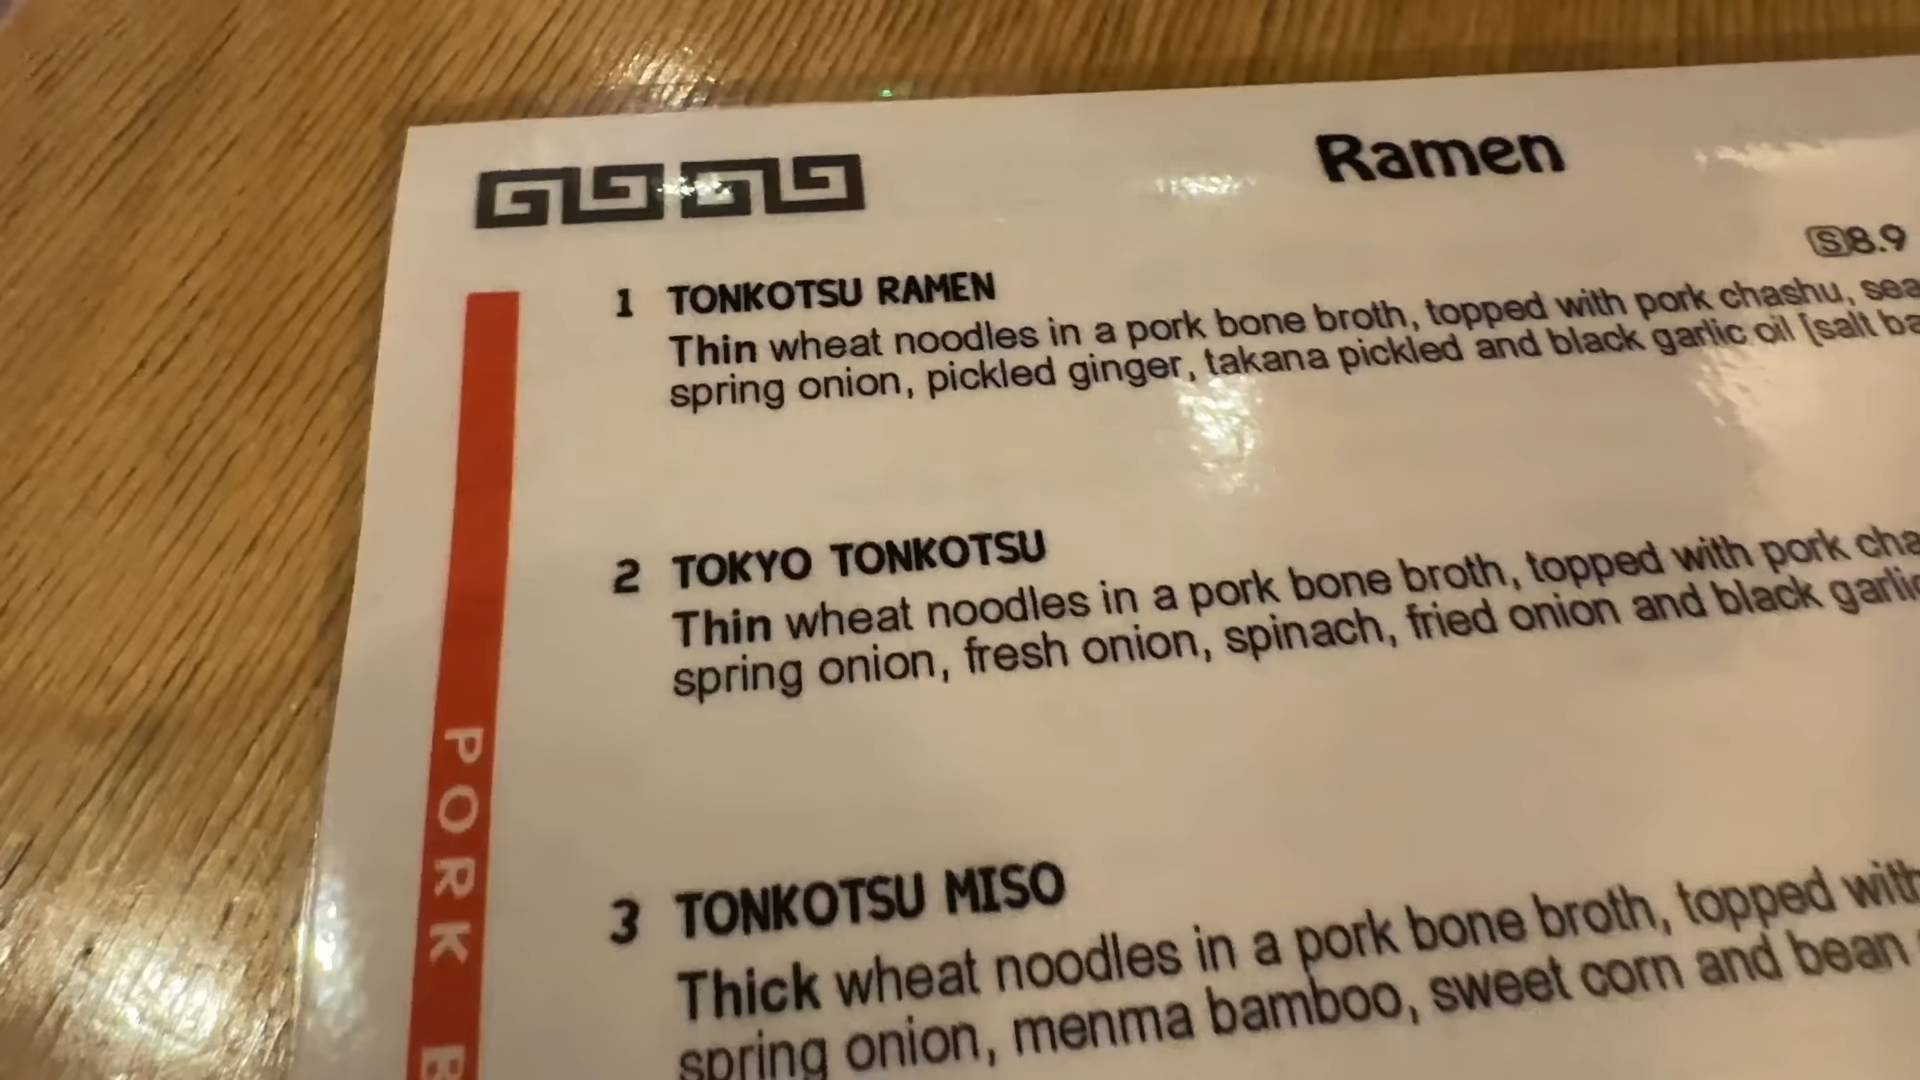 Ramen
S 8.9
1 TONKOTSU RAMEN
Thin wheat noodles in a pork bone broth, topped with pork chashu,
spring onion, pickled ginger, takana pickled and black garlic oil [salt
2 TOKYO TONKOTSU
Thin wheat noodles in a pork bone broth, topped with pork
spring onion, fresh onion, spinach, fried onion and black
3 TONKOTSU MISO
Thick wheat noodles in a pork bone broth, topped with
spring onion, menma bamboo, sweet corn and bean
PORK